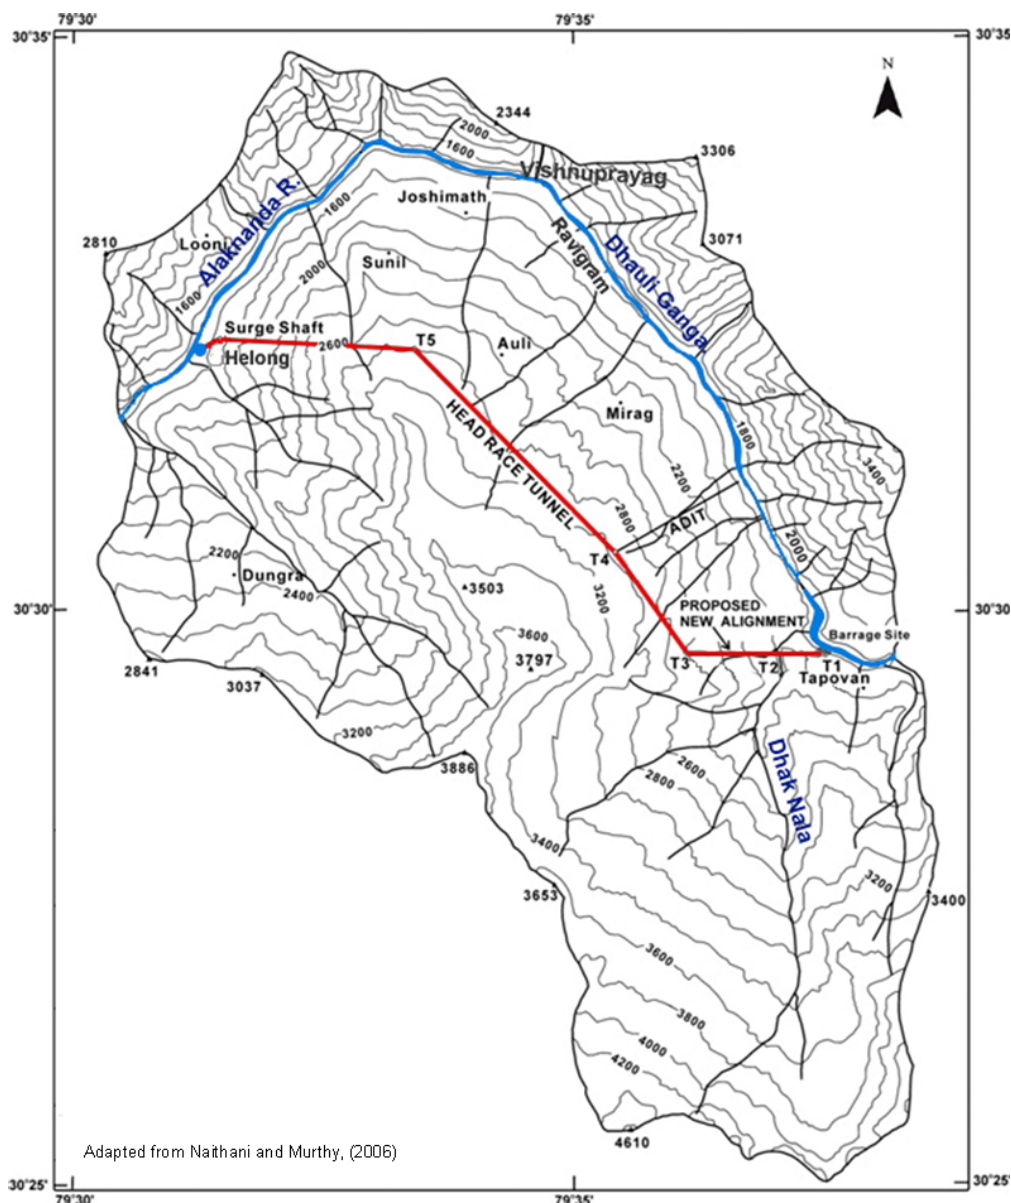 79°30'
79°35'
30°35'
30°35
N
2344
2000
1600
3306
Vishnuprayag
Joshimath
1600
Alaknanda R.
Looni
2810
3071
Ravigram
Dhauli Ganga
Sunil
2000
1600
Surge Shaft
2600
T5
Helong
Auli
Mirag
HEAD RACE TUNNEL
1800
3400
2200
2800
ADIT
2000
T4
2200
Dungra
2400
3503
3200
30°30'
30°30
PROPOSED
NEW ALIGNMENT
Barrage Site
3600
3797
T3
T2
T1
Tapovan
2841
3037
3200
3886
2600
2800
Dhak Nala
3400
3653
3200
3400
3600
3800
4000
4200
4610
Adapted from Naithani and Murthy, (2006)
30°25'
30°25
79°30'
79°35'